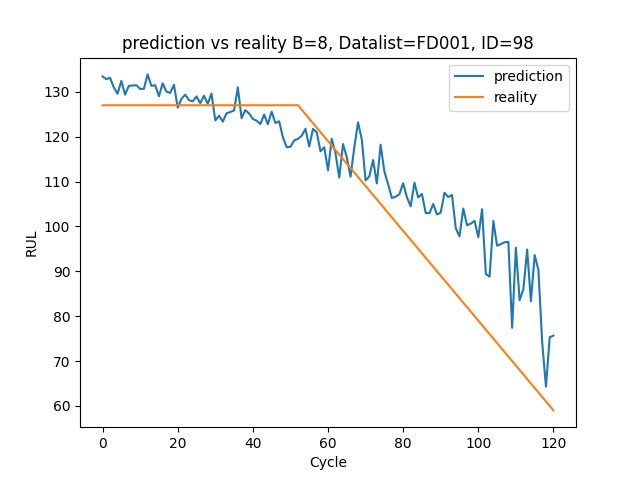 prediction vs reality B=8, Datalist=FD001, ID=98
prediction
reality
130
120
110
100
90
80
70
60
RUL
0 20 40 60 80 100 120
Cycle